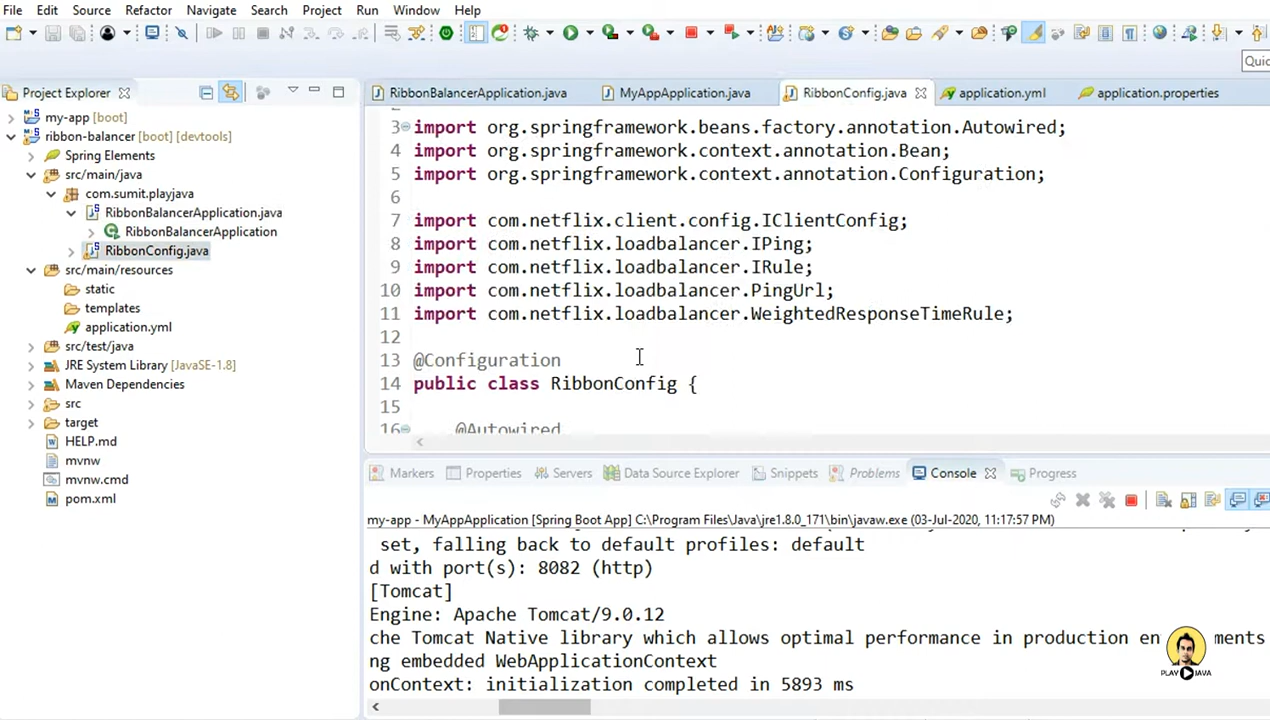 File Edit Source Refactor Navigate Search Project Run Window Help
Quic
Project Explorer
my-app [boot]
ribbon-balancer [boot] [devtools]
Spring Elements
src/main/java
com.sumit.playjava
RibbonBalancerApplication.java
RibbonBalancerApplication
RibbonConfig.java
src/main/resources
static
templates
application.yml
src/test/java
JRE System Library [JavaSE-1.8]
Maven Dependencies
src
target
HELP.md
mvnw
mvnw.cmd
pom.xml
RibbonBalancerApplication.java MyAppApplication.java RibbonConfig.java application.yml application.properties
3 import org.springframework.beans.factory.annotation.Autowired;
4 import org.springframework.context.annotation.Bean;
5 import org.springframework.context.annotation.Configuration;
6
7 import com.netflix.client.config.IClientConfig;
8 import com.netflix.loadbalancer.IPing;
9 import com.netflix.loadbalancer.IRule;
10 import com.netflix.loadbalancer.PingUrl;
11 import com.netflix.loadbalancer.WeightedResponseTimeRule;
12
13 @Configuration
14 public class RibbonConfig {
15
16 @Autowired
Markers Properties Servers Data Source Explorer Snippets Problems Console Progress
my-app - MyAppApplication [Spring Boot App] C:\Program Files\Java\jre1.8.0_171\bin\javaw.exe (03-Jul-2020, 11:17:57 PM)
set, falling back to default profiles: default
d with port(s): 8082 (http)
[Tomcat]
Engine: Apache Tomcat/9.0.12
che Tomcat Native library which allows optimal performance in production en ments
ng embedded WebApplicationContext
onContext: initialization completed in 5893 ms
PLAY JAVA